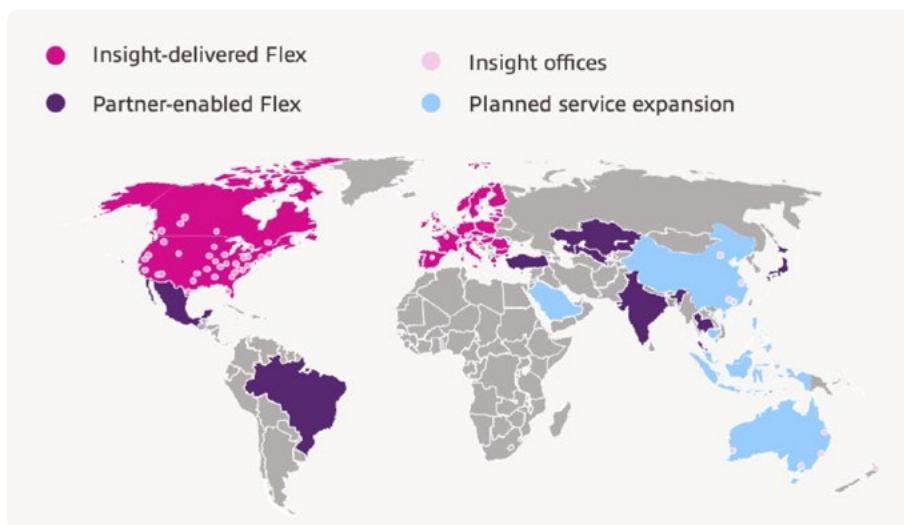 Insight-delivered Flex
Partner-enabled Flex
Insight offices
Planned service expansion